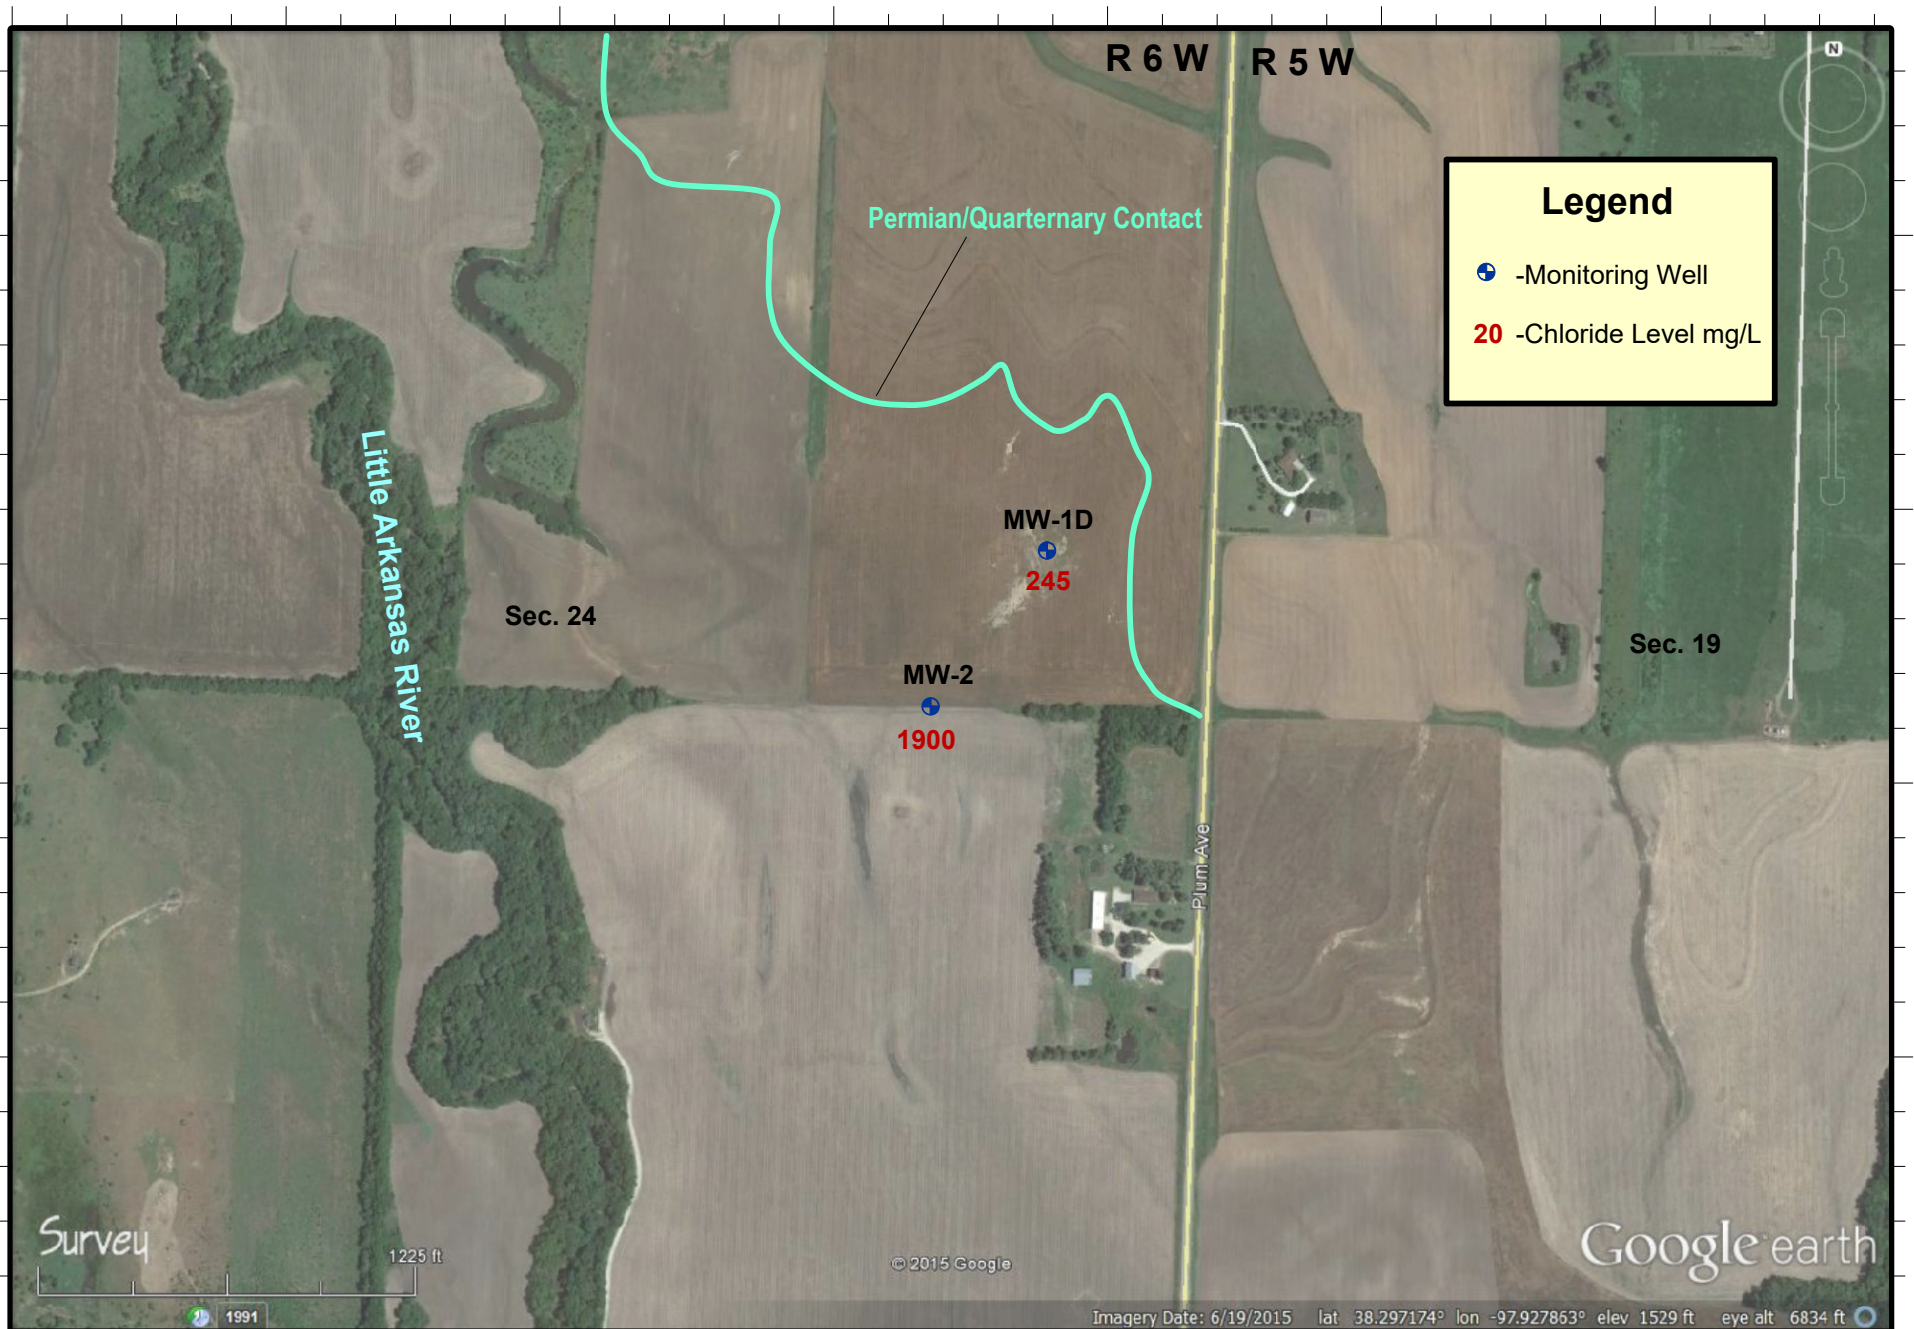 R 6 W
R 5 W
Legend
-Monitoring Well
20 -Chloride Level mg/L
N
Permian/Quarternary Contact
Little Arkansas River
MW-1D
245
Sec. 24
Sec. 19
MW-2
1900
Plum Ave
Survey
1225 ft
© 2015 Google
Google earth
1991
Imagery Date: 6/19/2015 lat 38.297174° lon -97.927853° elev 1529 ft eye alt 6834 ft